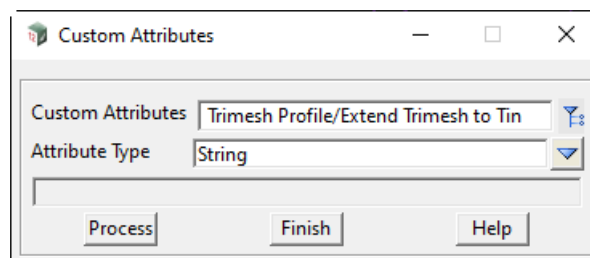 Custom Attributes
Custom Attributes Trimesh Profile/Extend Trimesh to Tin
Attribute Type String
Process Finish Help